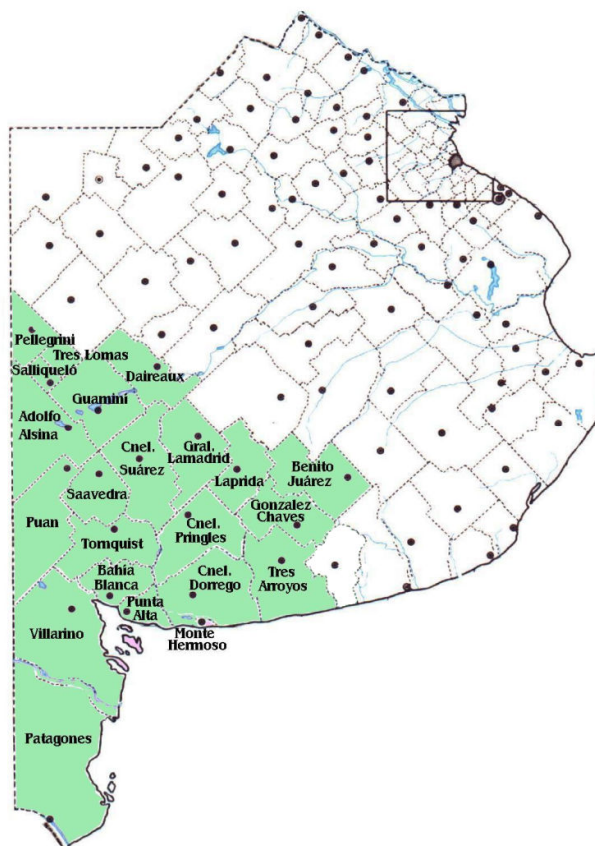 Pellegrini
Tres Lomas
Salliqueló
Daireaux
Guaminí
Adolfo
Alsina
Cnel.
Suárez
Gral.
Lamadrid
Laprida
Benito
Juárez
Saavedra
Gonzalez
Chaves
Puan
Cnel.
Pringles
Tornquist
Bahía
Blanca
Cnel.
Dorrego
Tres
Arroyos
Punta
Alta
Villarino
Monte
Hermoso
Patagones